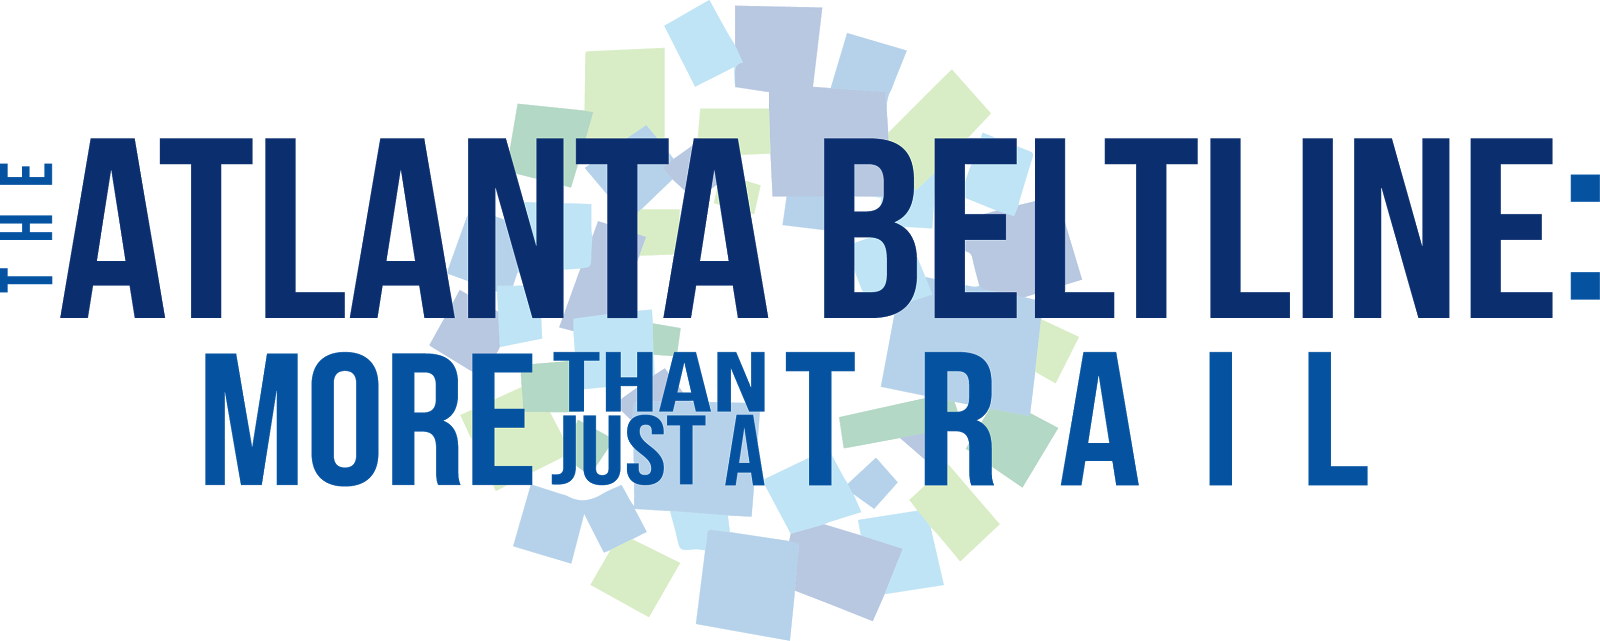 THE ATLANTA BELTLINE:
MORE THAN JUST A TRAIL